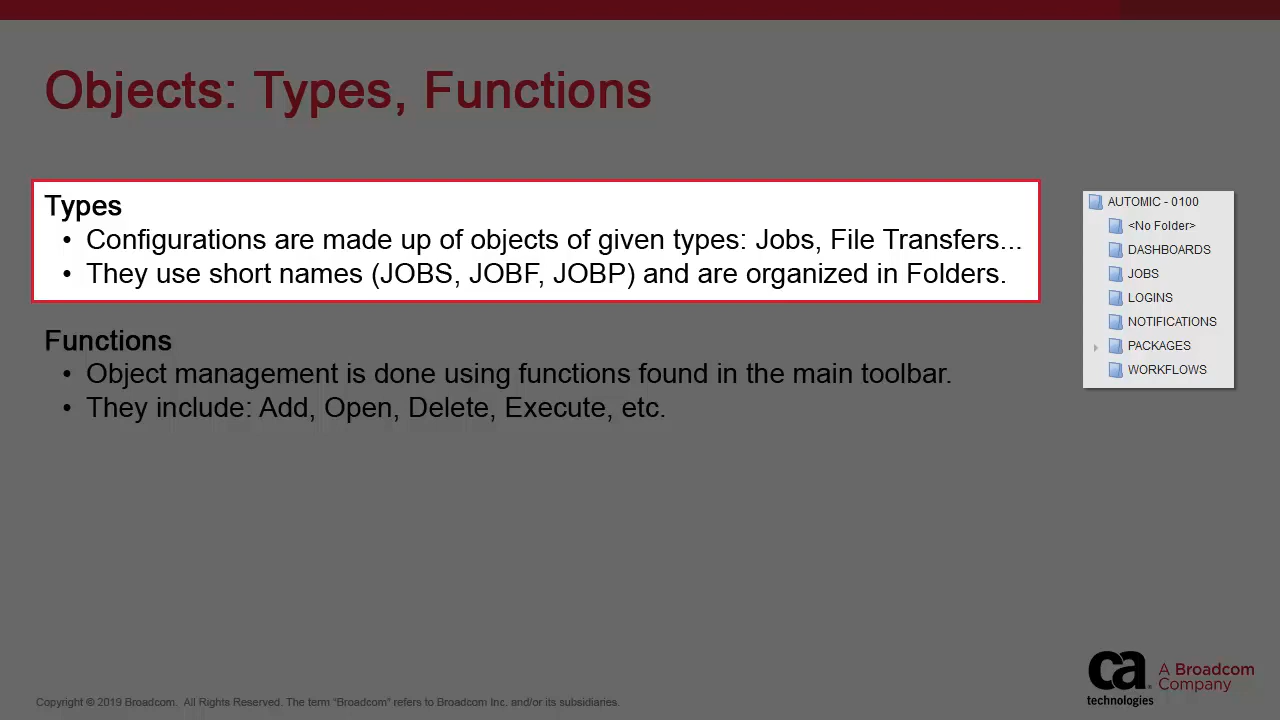 Objects: Types, Functions
Types
• Configurations are made up of objects of given types: Jobs, File Transfers...
• They use short names (JOBS, JOBF, JOBP) and are organized in Folders.
Functions
• Object management is done using functions found in the main toolbar.
• They include: Add, Open, Delete, Execute, etc.
AUTOMIC - 0100
<No Folder>
DASHBOARDS
JOBS
LOGINS
NOTIFICATIONS
PACKAGES
WORKFLOWS
Copyright © 2019 Broadcom. All Rights Reserved. The term “Broadcom” refers to Broadcom Inc. and/or its subsidiaries.
ca
technologies
A Broadcom
Company